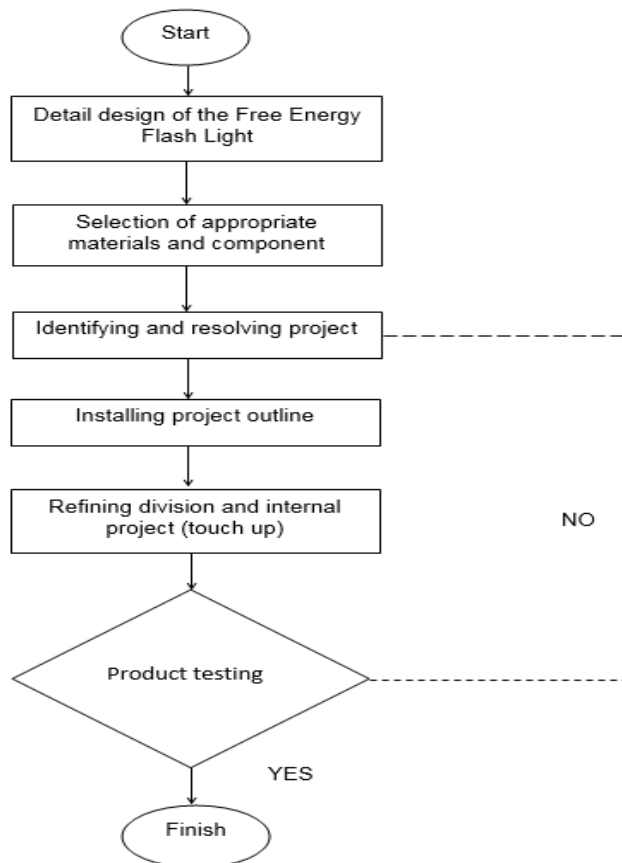 Start
Detail design of the Free Energy
Flash Light
Selection of appropriate
materials and component
Identifying and resolving project
Installing project outline
Refining division and internal
project (touch up)
NO
Product testing
YES
Finish